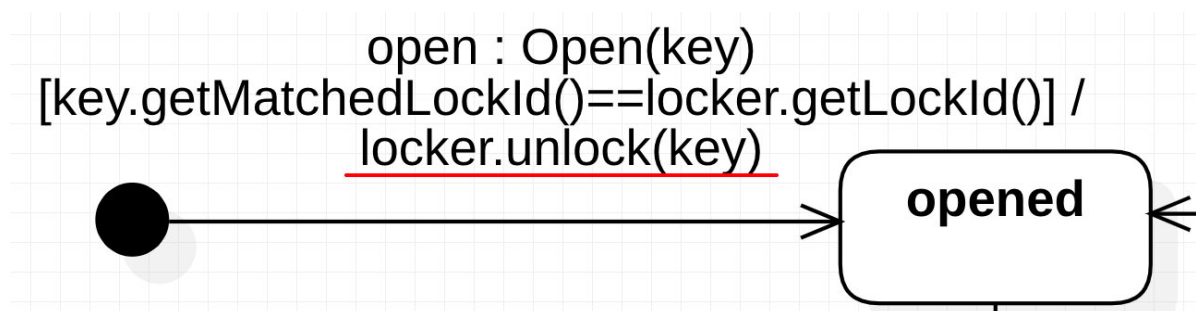 open : Open(key)
[key.getMatchedLockId()==locker.getLockId()] /
locker.unlock(key)
opened